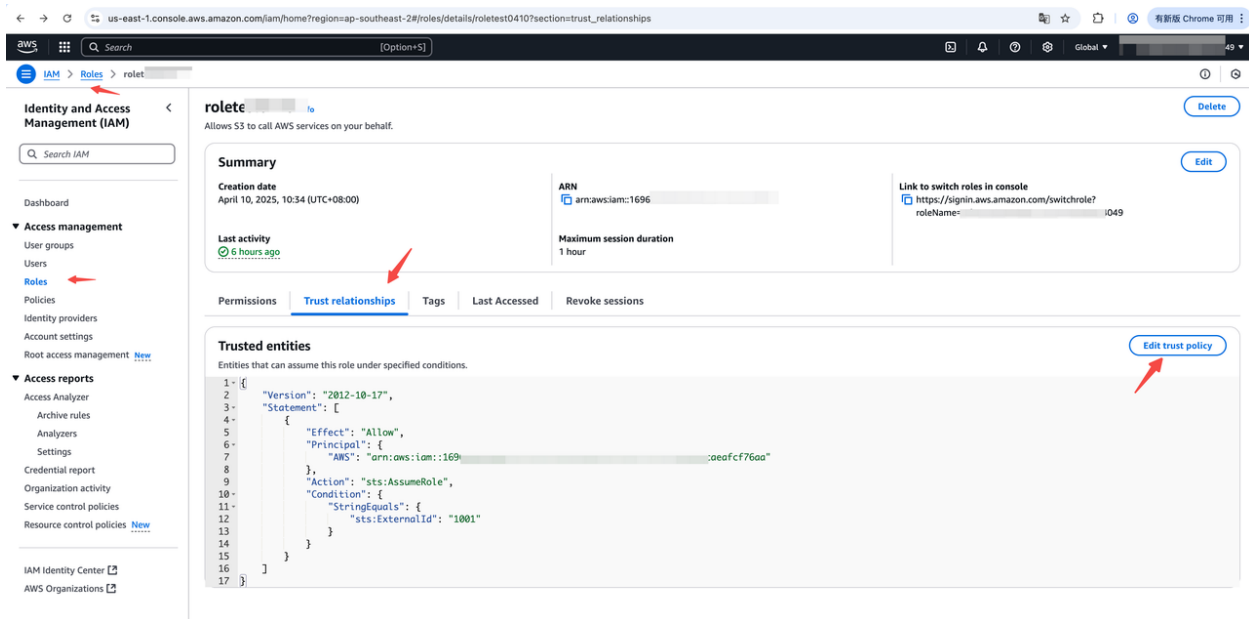 us-east-1.console.aws.amazon.com/iam/home?region=ap-southeast-2#/roles/details/roletest0410?section=trust_relationships
有新版 Chrome 可用
aws
Search
[Option+S]
Global
49
IAM > Roles > rolet
Identity and Access Management (IAM)
Search IAM
Dashboard
Access management
User groups
Users
Roles
Policies
Identity providers
Account settings
Root access management New
Access reports
Access Analyzer
Archive rules
Analyzers
Settings
Credential report
Organization activity
Service control policies
Resource control policies New
IAM Identity Center
AWS Organizations
rolete
Delete
Allows S3 to call AWS services on your behalf.
Summary
Edit
Creation date
April 10, 2025, 10:34 (UTC+08:00)
Last activity
6 hours ago
ARN
arn:aws:iam::1696
Maximum session duration
1 hour
Link to switch roles in console
https://signin.aws.amazon.com/switchrole?
roleName= 4049
Permissions
Trust relationships
Tags
Last Accessed
Revoke sessions
Trusted entities
Edit trust policy
Entities that can assume this role under specified conditions.
1 {
2 "Version": "2012-10-17",
3 "Statement": [
4 {
5 "Effect": "Allow",
6 "Principal": {
7 "AWS": "arn:aws:iam::169 :aeafcf76aa"
8 },
9 "Action": "sts:AssumeRole",
10 "Condition": {
11 "StringEquals": {
12 "sts:ExternalId": "1001"
13 }
14 }
15 }
16 ]
17 }